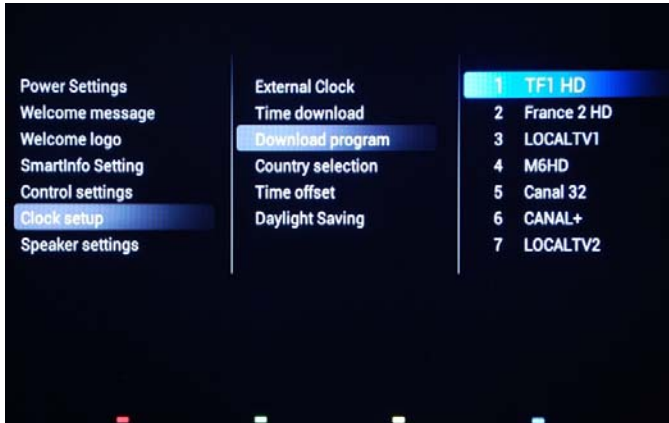 Power Settings
Welcome message
Welcome logo
SmartInfo Setting
Control settings
Clock setup
Speaker settings
External Clock
Time download
Download program
Country selection
Time offset
Daylight Saving
1 TF1 HD
2 France 2 HD
3 LOCALTV1
4 M6HD
5 Canal 32
6 CANAL+
7 LOCALTV2